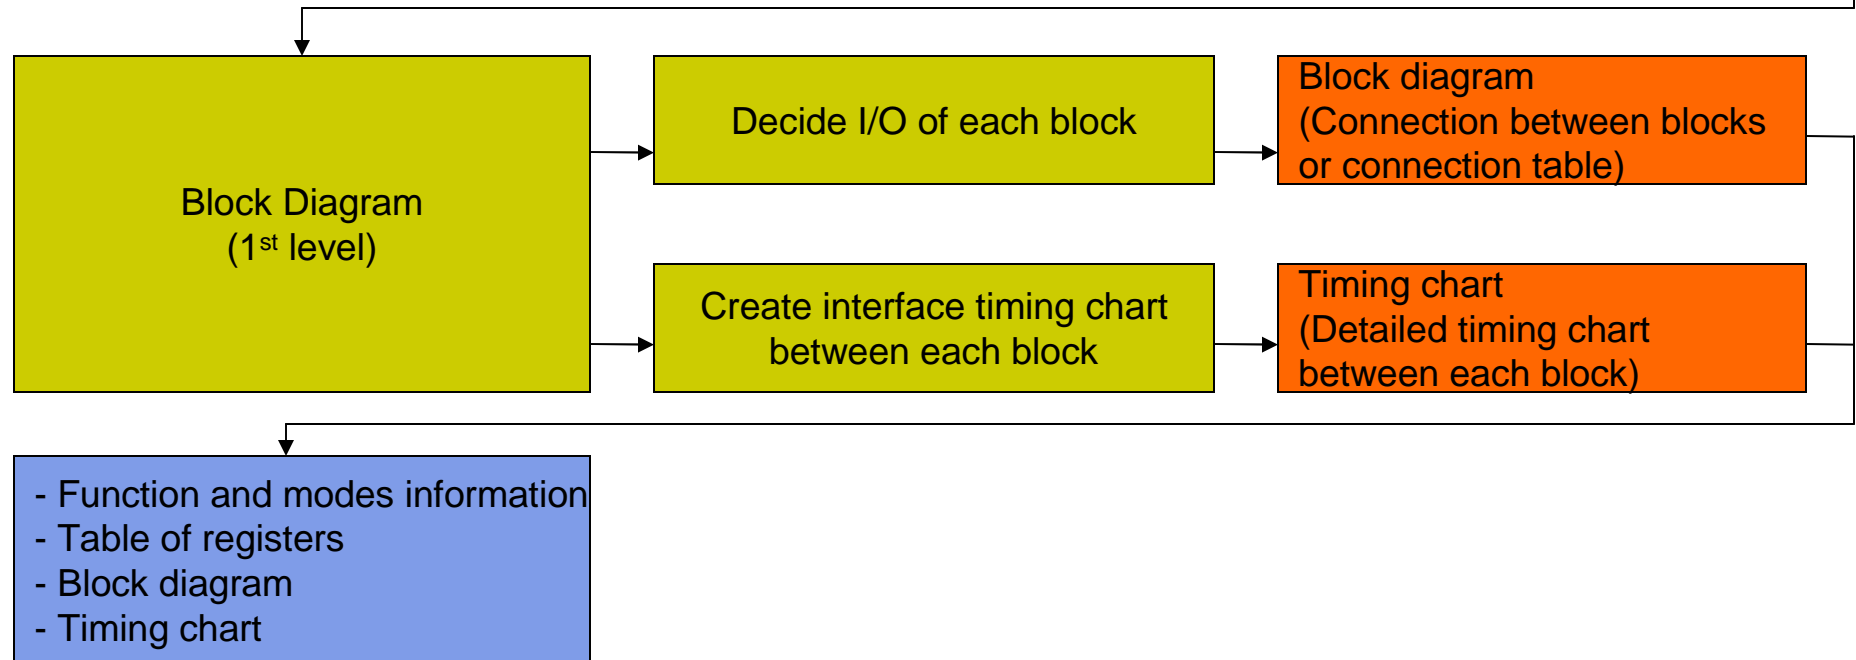 Block Diagram
(1st level)
Decide I/O of each block
Block diagram
(Connection between blocks
or connection table)
Create interface timing chart
between each block
Timing chart
(Detailed timing chart
between each block)
- Function and modes information
- Table of registers
- Block diagram
- Timing chart